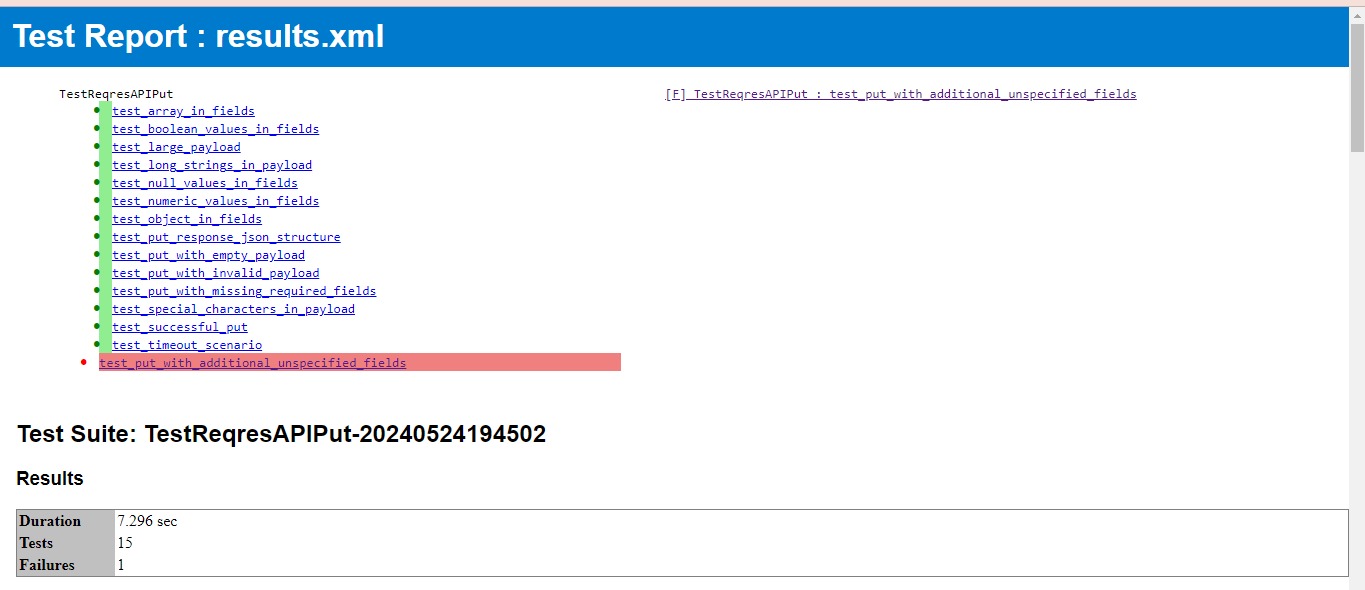 Test Report : results.xml
TestReqresAPIPut
test_array_in_fields
test_boolean_values_in_fields
test_large_payload
test_long_strings_in_payload
test_null_values_in_fields
test_numeric_values_in_fields
test_object_in_fields
test_put_response_json_structure
test_put_with_empty_payload
test_put_with_invalid_payload
test_put_with_missing_required_fields
test_special_characters_in_payload
test_successful_put
test_timeout_scenario
test_put_with_additional_unspecified_fields
[F] TestReqresAPIPut : test_put_with_additional_unspecified_fields
Test Suite: TestReqresAPIPut-20240524194502
Results
Duration 7.296 sec
Tests 15
Failures 1